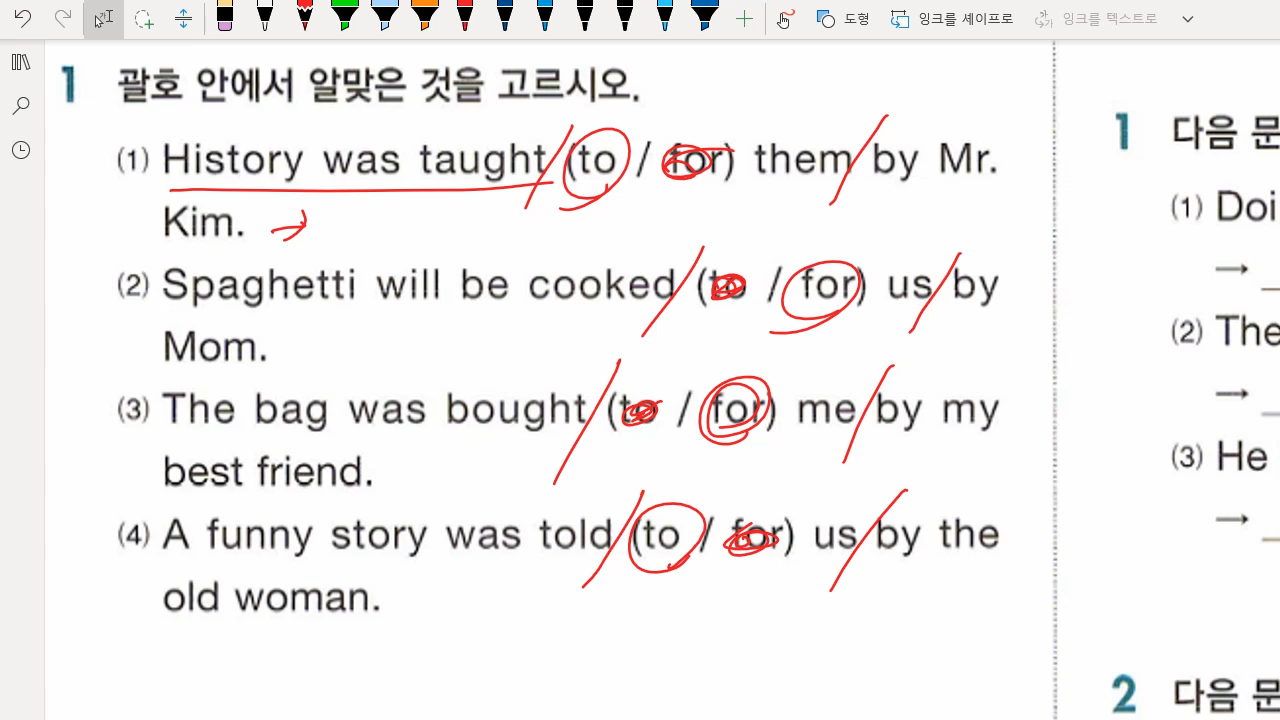 도형 잉크를 셰이프로 잉크를 텍스트로
1 괄호 안에서 알맞은 것을 고르시오.
(1) History was taught (to / for) them by Mr.
Kim.
(2) Spaghetti will be cooked (to / for) us by
Mom.
(3) The bag was bought (to / for) me by my
best friend.
(4) A funny story was told (to / for) us by the
old woman.
1 다음 문
(1) Doi
→
(2) The
→
(3) He
→
2 다음 문